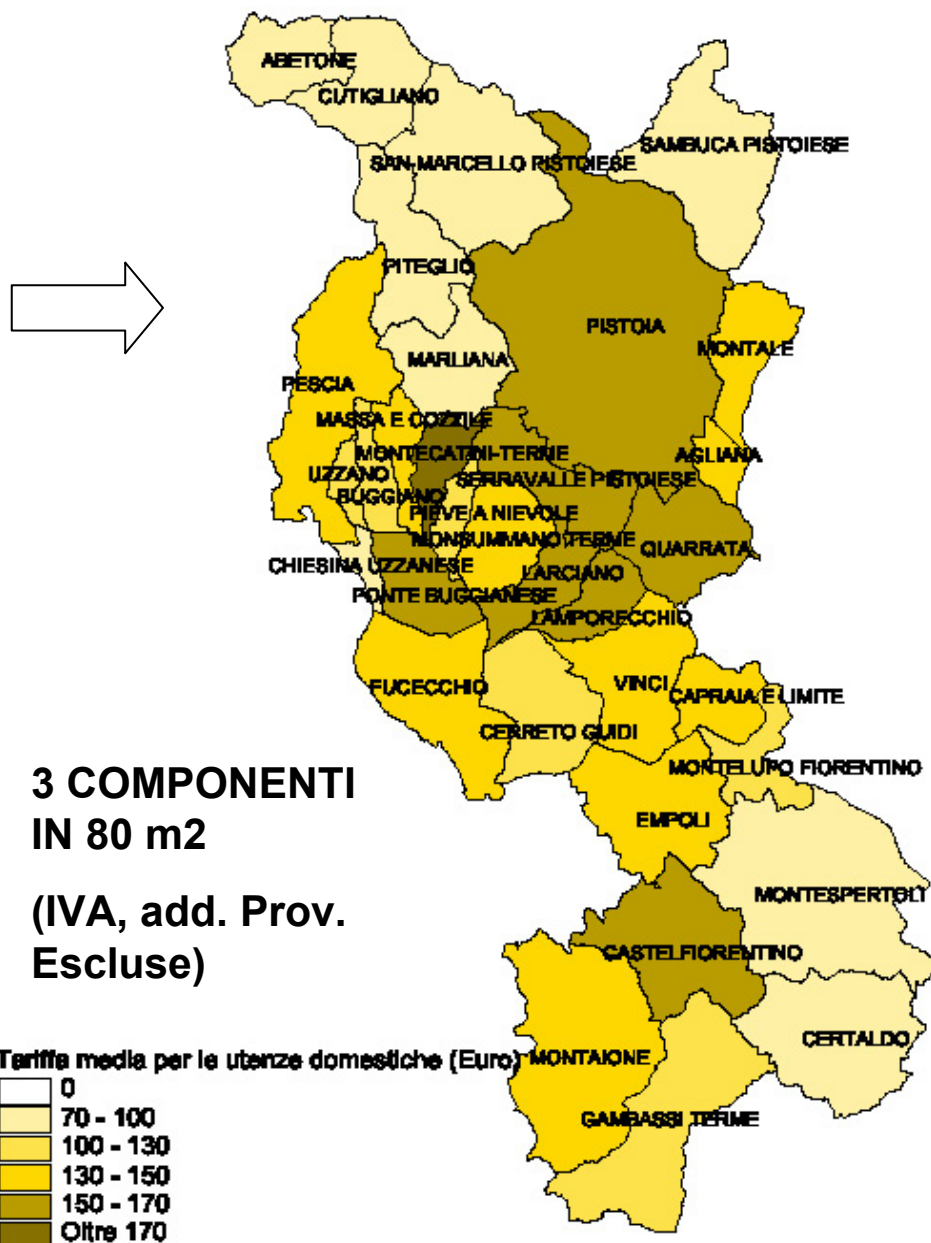 ABETONE
CUTIGLIANO
SAMBUCA PISTOIESE
SAN-MARCELLO PISTOIESE
PITEGLIO
PISTOIA
MONTALE
MARLIANA
PESCIA
MASSA E COZZILE
MONTECATINI-TERME
AGLIANA
UZZANO
SERRAVALLE PISTOIESE
BUGGIANO
PIEVE A NIEVOLE
MONSUMMANO TERME
QUARRATA
CHIESINA UZZANESE
LARCIANO
PONTE BUGGIANESE
LAMPORECCHIO
FUCECCHIO
VINCI
CAPRAIA E LIMITE
CERRETO GUIDI
MONTELUPO FIORENTINO
EMPOLI
3 COMPONENTI
IN 80 m2
(IVA, add. Prov.
Escluse)
MONTESPERTOLI
CASTELFIORENTINO
CERTALDO
MONTAIONE
GAMBASSI TERME
Tariffa media per le utenze domestiche (Euro)
0
70 - 100
100 - 130
130 - 150
150 - 170
Oltre 170